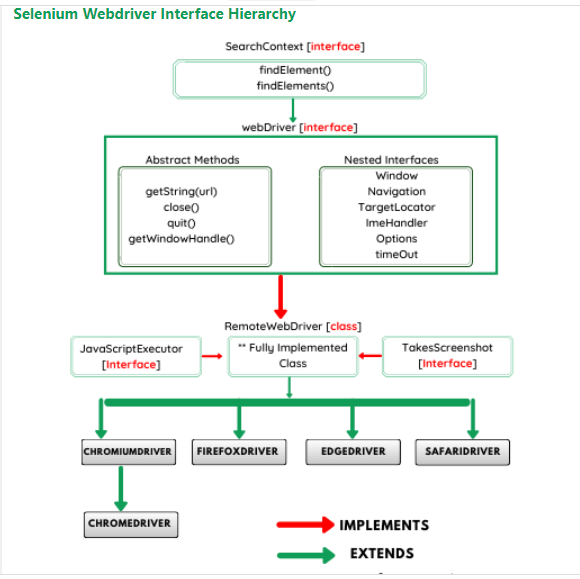 Selenium Webdriver Interface Hierarchy
SearchContext [interface]
findElement()
findElements()
webDriver [interface]
Abstract Methods
getString(url)
close()
quit()
getWindowHandle()
Nested Interfaces
Window
Navigation
TargetLocator
ImeHandler
Options
timeOut
RemoteWebDriver [class]
JavaScriptExecutor
[Interface]
** Fully Implemented
Class
TakesScreenshot
[Interface]
CHROMIUMDRIVER
FIREFOXDRIVER
EDGEDRIVER
SAFARIDRIVER
CHROMEDRIVER
IMPLEMENTS
EXTENDS